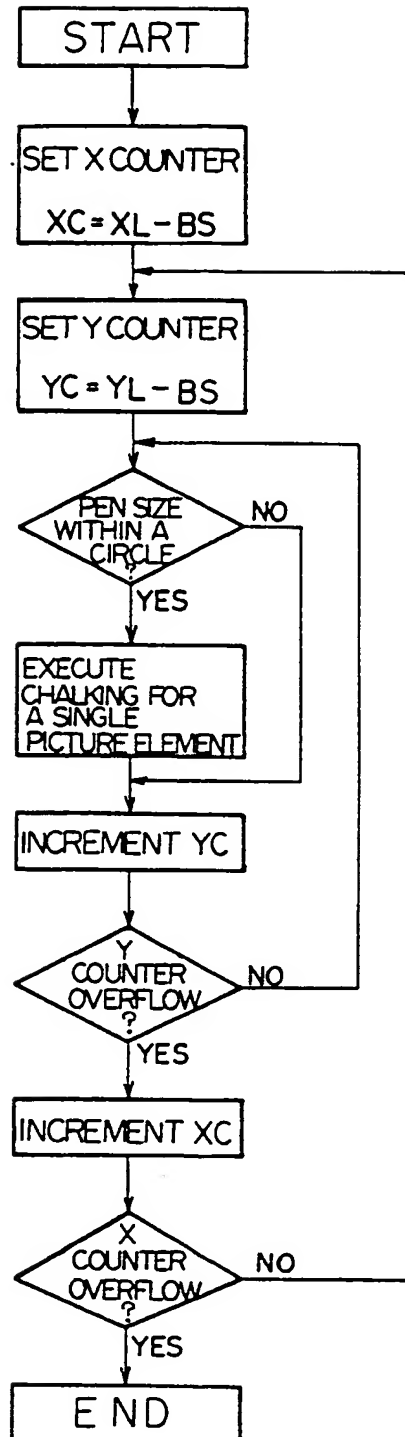 START
SET X COUNTER
XC=XL-BS
SET Y COUNTER
YC=YL-BS
PEN SIZE
WITHIN A
CIRCLE
?
NO
YES
EXECUTE
CHALKING FOR
A SINGLE
PICTURE ELEMENT
INCREMENT YC
Y
COUNTER
OVERFLOW
?
NO
YES
INCREMENT XC
X
COUNTER
OVERFLOW
?
NO
YES
END